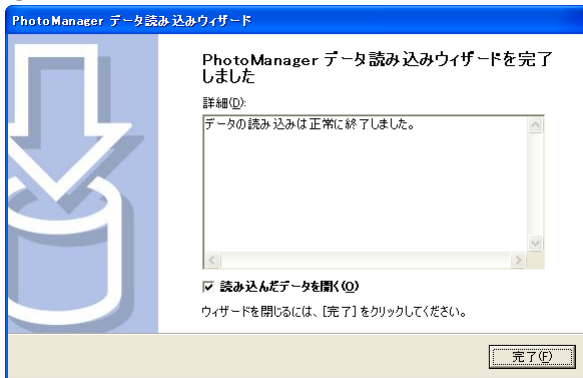 PhotoManager データ読み込みウィザード
PhotoManager データ読み込みウィザードを完了
しました
詳細(D):
データの読み込みは正常に終了しました。
読み込んだデータを開く(O)
ウィザードを閉じるには、[完了] をクリックしてください。
完了(F)